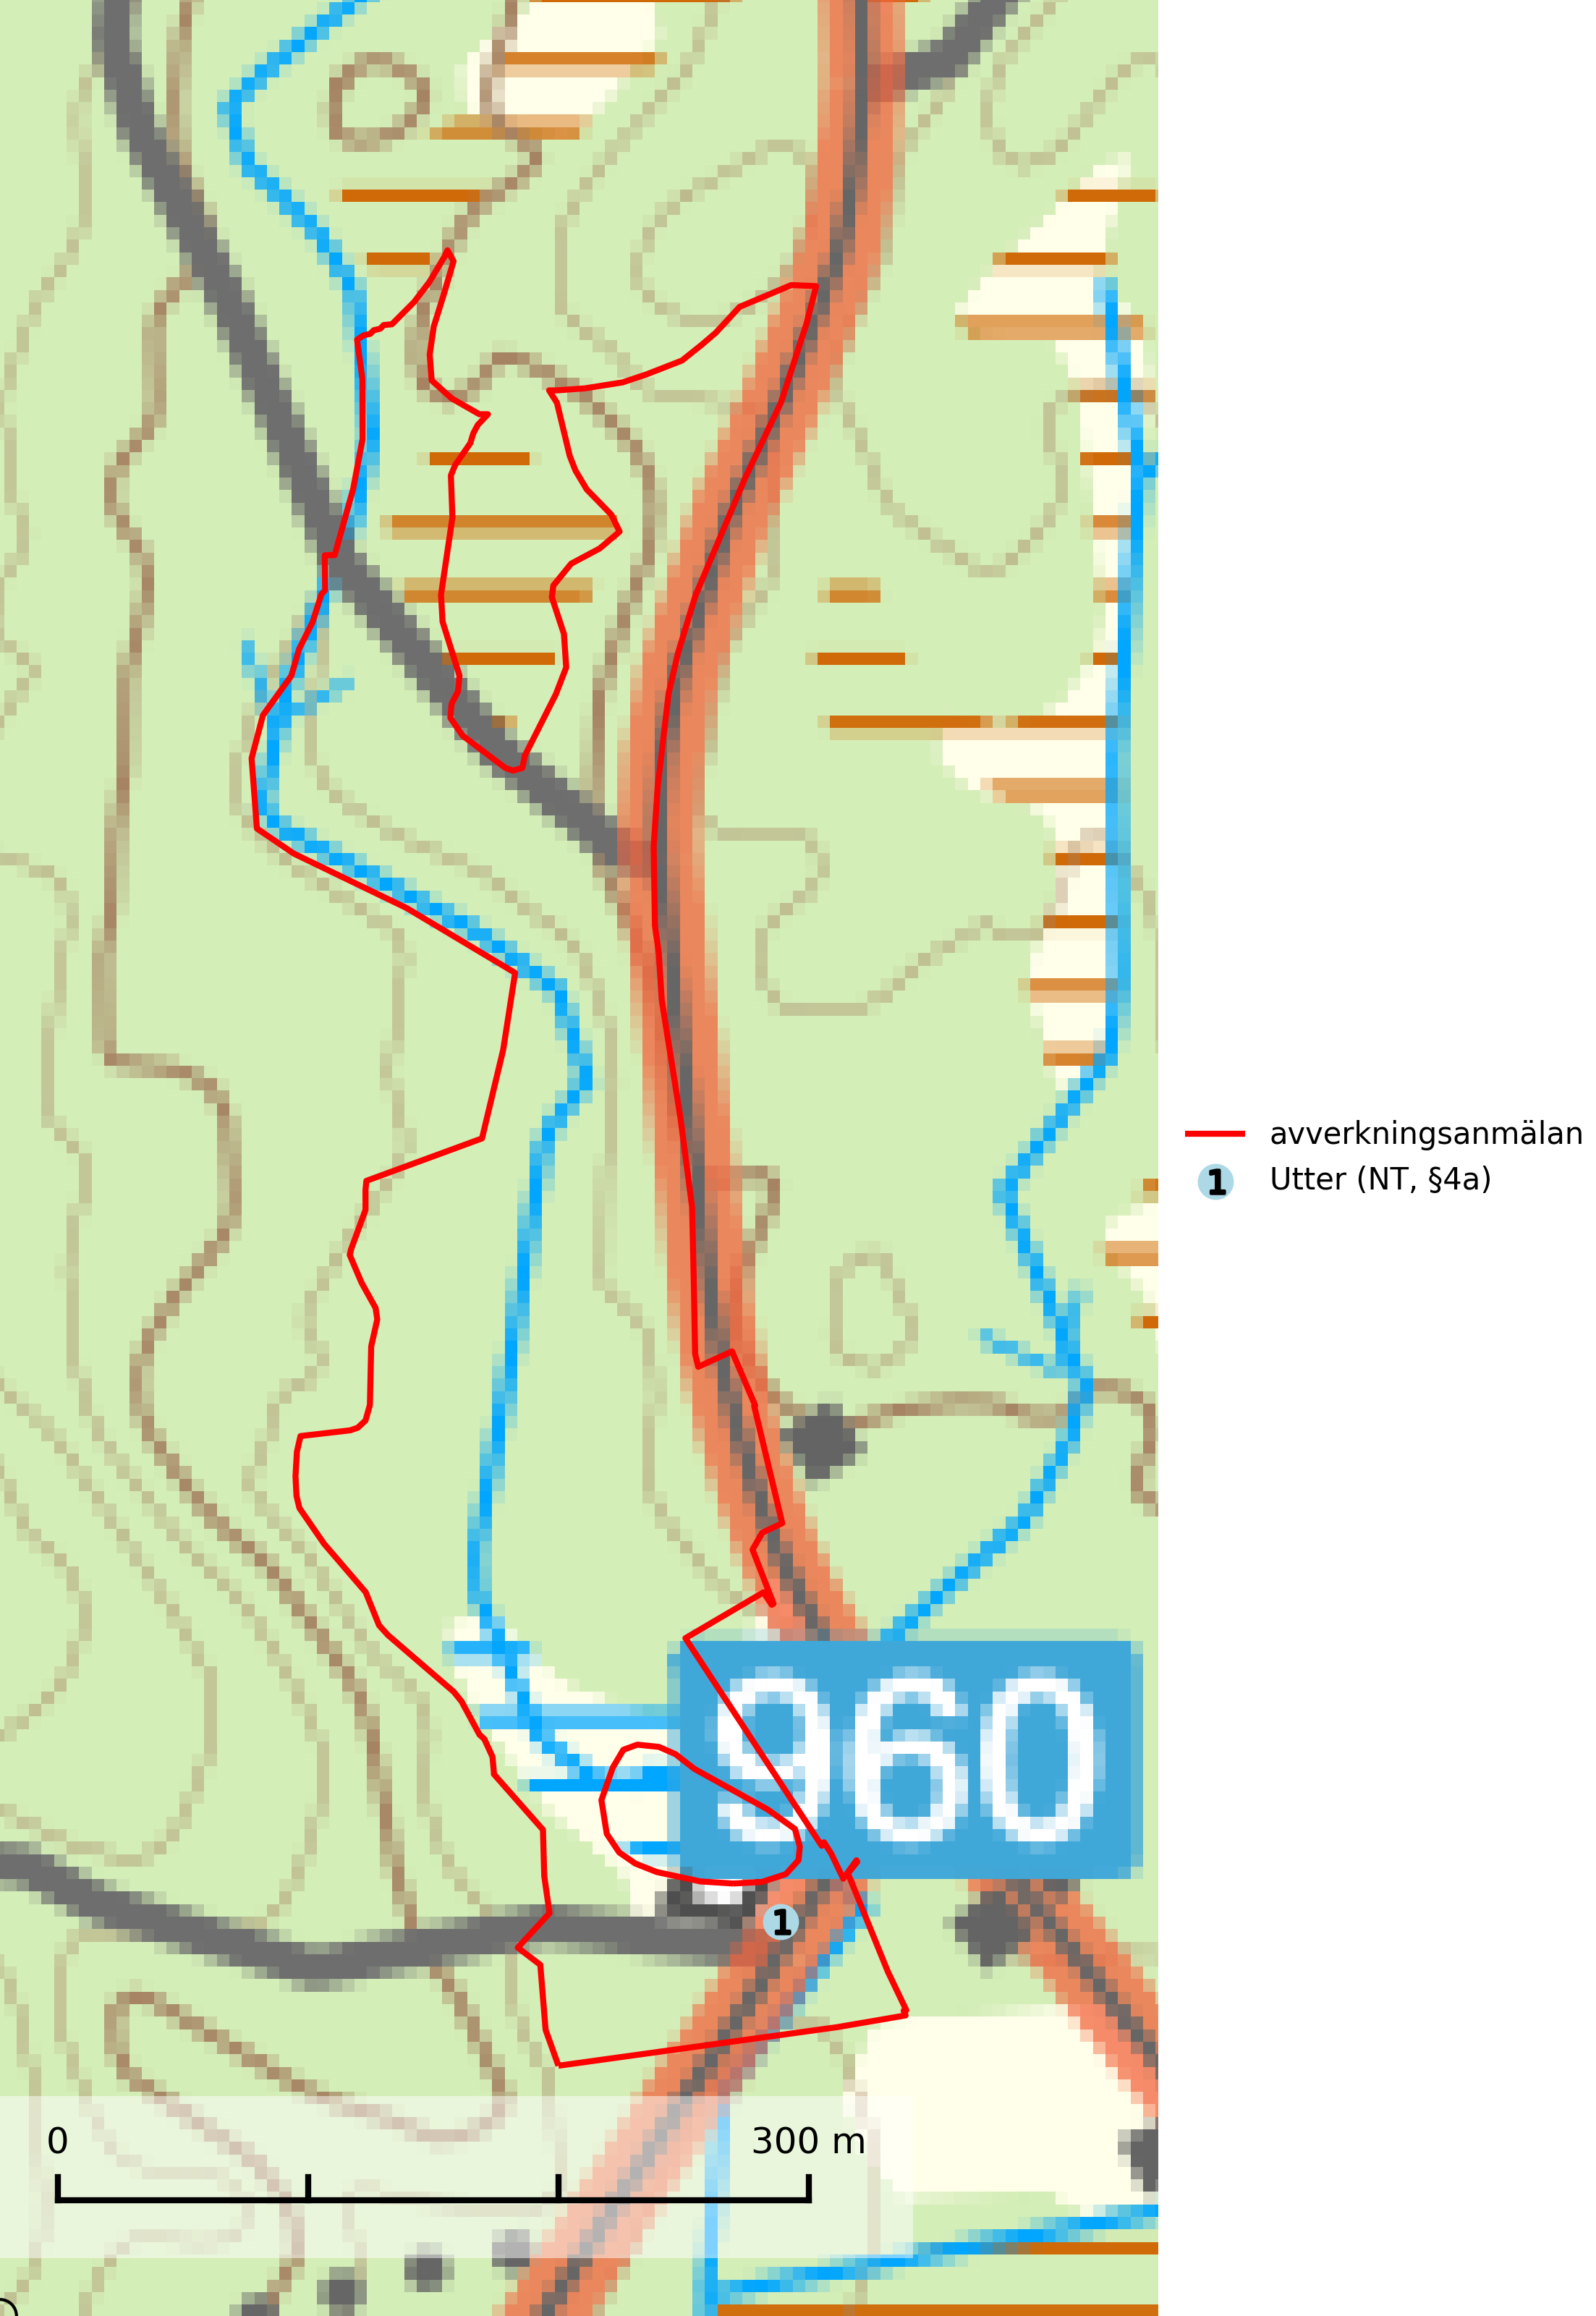 avverkningsanmälan
1 Utter (NT, §4a)
960
1
0 300 m